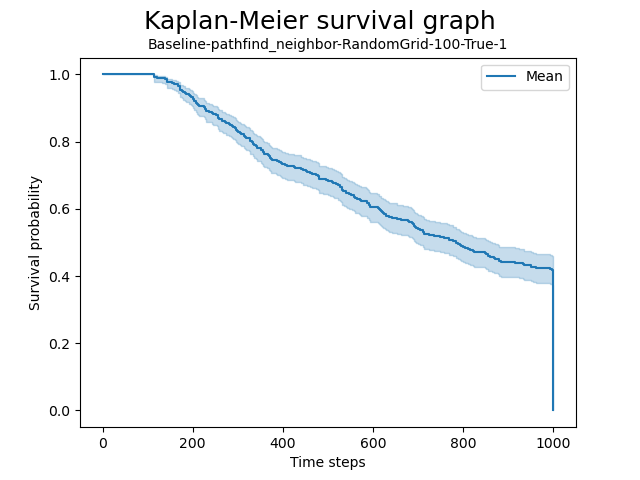 Kaplan-Meier survival graph
Baseline-pathfind_neighbor-RandomGrid-100-True-1
Mean
1.0
0.8
0.6
0.4
0.2
0.0
Survival probability
0
200
400
600
800
1000
Time steps